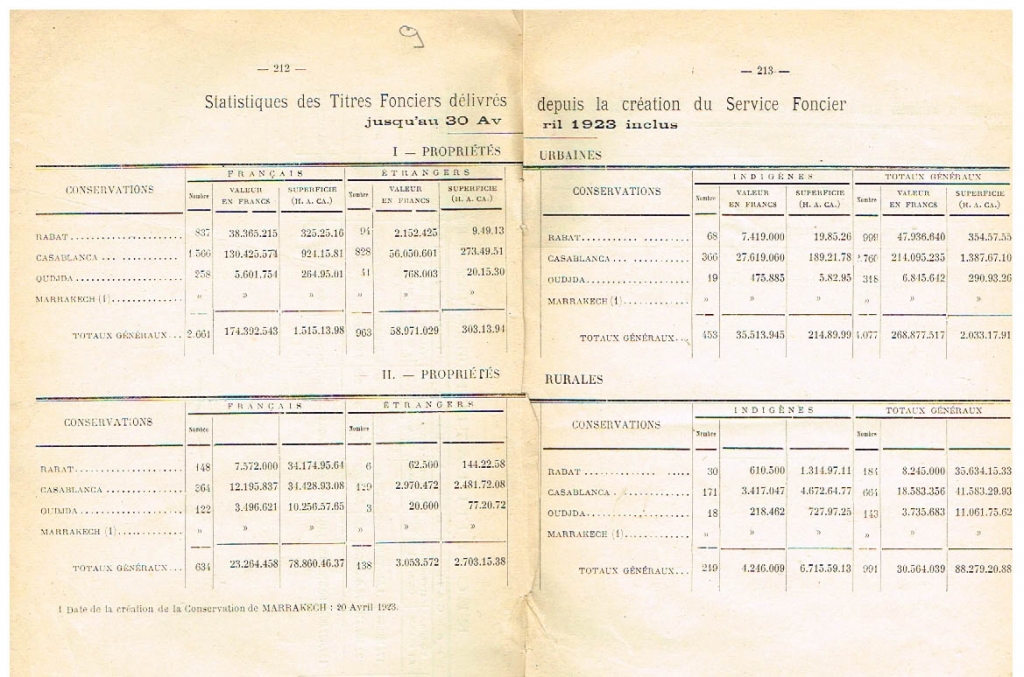 9
— 212 —
Statistiques des Titres Fonciers délivrés
jusqu'au 30 Av
I — PROPRIÉTÉS
CONSERVATIONS FRANÇAIS ÉTRANGERS
Nombre VALEUR EN FRANCS SUPERFICIE (H. A. CA.) Nombre VALEUR EN FRANCS SUPERFICIE (H. A. CA.)
RABAT 837 38.365.215 325.25.16 94 2.152.425 9.49.13
CASABLANCA 1.566 130.425.574 924.15.81 828 56.050.601 273.49.51
OUDJDA 258 5.601.754 264.95.01 41 768.003 20.15.30
MARRAKECH (1) » » » » » »
TOTAUX GÉNÉRAUX 2.661 174.392.543 1.515.13.98 963 58.971.029 303.13.94
II. — PROPRIÉTÉS
CONSERVATIONS FRANÇAIS ÉTRANGERS
Nombre Nombre
RABAT 148 7.572.000 34.174.95.64 6 62.500 144.22.58
CASABLANCA 364 12.195.837 34.428.93.08 129 2.970.472 2.481.72.08
OUDJDA 122 3.496.621 10.256.57.65 3 20.600 77.20.72
MARRAKECH (1) » » » » » »
TOTAUX GÉNÉRAUX 634 23.264.458 78.860.46.37 138 3.053.572 2.703.15.38
1 Date de la création de la Conservation de MARRAKECH : 20 Avril 1923.
— 213 —
depuis la création du Service Foncier
ril 1923 inclus
URBAINES
CONSERVATIONS INDIGÈNES TOTAUX GÉNÉRAUX
Nombre VALEUR EN FRANCS SUPERFICIE (H. A. CA.) Nombre VALEUR EN FRANCS SUPERFICIE (H. A. CA.)
RABAT 68 7.419.000 19.85.26 999 47.936.640 354.57.55
CASABLANCA 366 27.619.060 189.21.78 2.760 214.095.235 1.387.67.10
OUDJDA 19 475.885 5.82.95 318 6.845.642 290.93.26
MARRAKECH (1) » » » » » »
TOTAUX GÉNÉRAUX 453 35.513.945 214.89.99 4.077 268.877.517 2.033.17.91
RURALES
CONSERVATIONS INDIGÈNES TOTAUX GÉNÉRAUX
Nombre Nombre
RABAT 30 610.500 1.314.97.11 184 8.245.000 35.634.15.33
CASABLANCA 171 3.417.047 4.672.64.77 664 18.583.356 41.583.29.93
OUDJDA 18 218.462 727.97.25 143 3.735.683 11.061.75.62
MARRAKECH (1) » » » » » »
TOTAUX GÉNÉRAUX 219 4.246.009 6.715.59.13 991 30.564.039 88.279.20.88